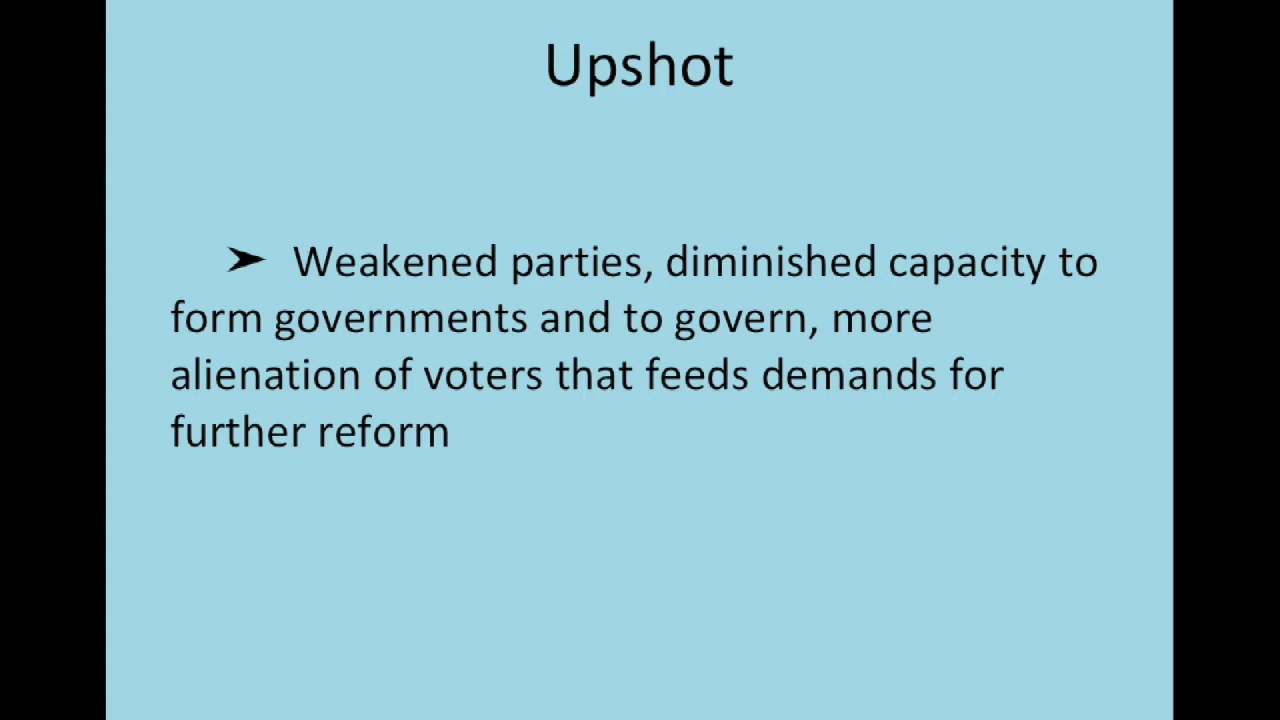 Upshot
➤ Weakened parties, diminished capacity to
form governments and to govern, more
alienation of voters that feeds demands for
further reform